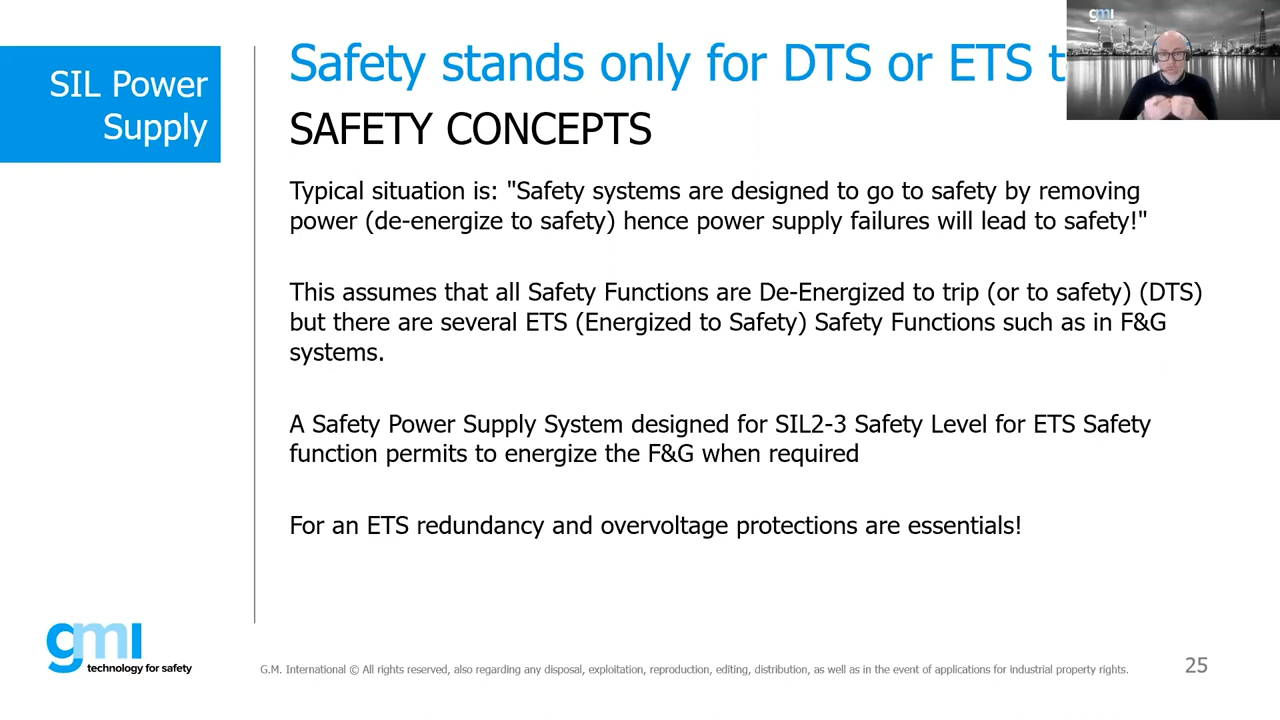 SIL Power
Supply
Safety stands only for DTS or ETS
SAFETY CONCEPTS
Typical situation is: "Safety systems are designed to go to safety by removing
power (de-energize to safety) hence power supply failures will lead to safety!"
This assumes that all Safety Functions are De-Energized to trip (or to safety) (DTS)
but there are several ETS (Energized to Safety) Safety Functions such as in F&G
systems.
A Safety Power Supply System designed for SIL2-3 Safety Level for ETS Safety
function permits to energize the F&G when required
For an ETS redundancy and overvoltage protections are essentials!
gmi
technology for safety
G.M. International © All rights reserved, also regarding any disposal, exploitation, reproduction, editing, distribution, as well as in the event of applications for industrial property rights.
25
gmi